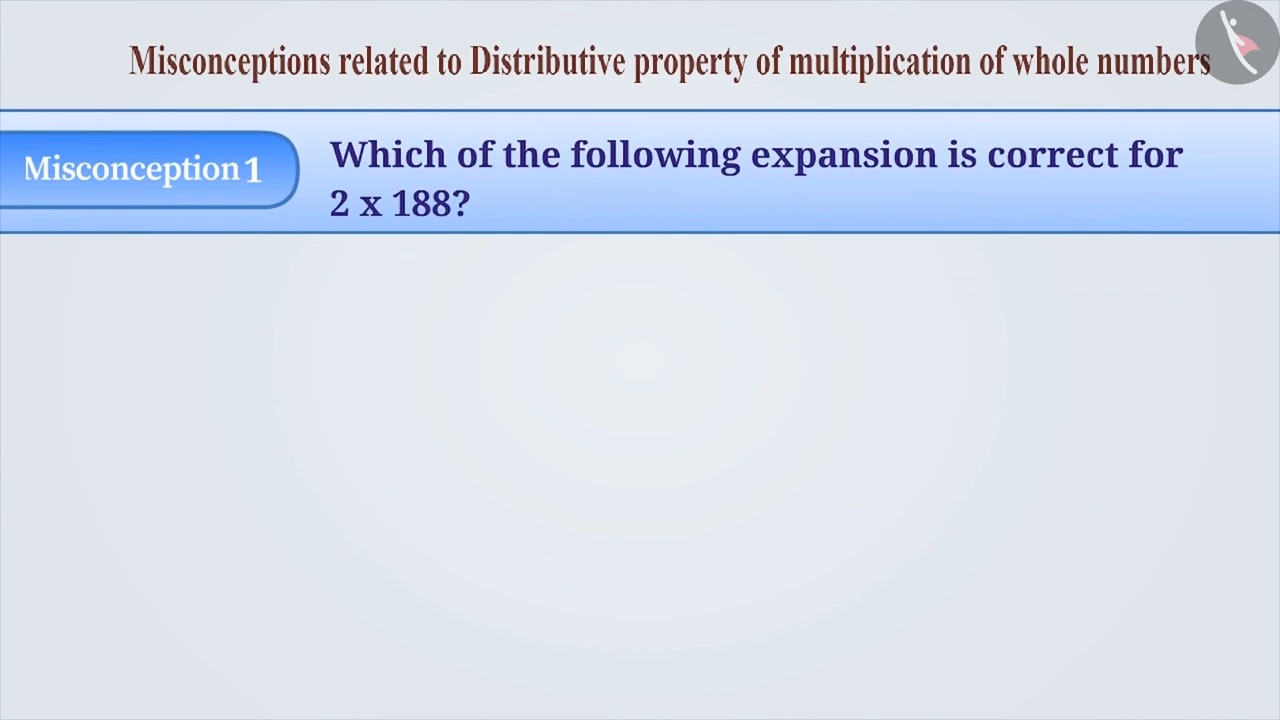 Misconceptions related to Distributive property of multiplication of whole numbers
Misconception 1
Which of the following expansion is correct for
2 x 188?